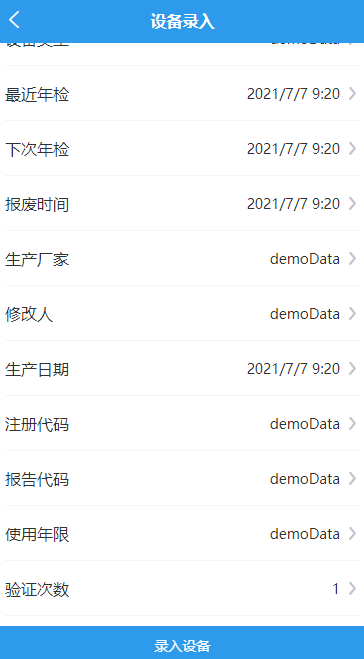 设备录入
最近年检 2021/7/7 9:20
下次年检 2021/7/7 9:20
报废时间 2021/7/7 9:20
生产厂家 demoData
修改人 demoData
生产日期 2021/7/7 9:20
注册代码 demoData
报告代码 demoData
使用年限 demoData
验证次数 1
录入设备